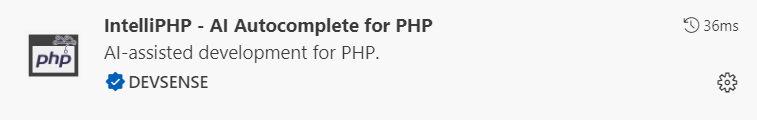 IntelliPHP - AI Autocomplete for PHP
36ms
AI-assisted development for PHP.
php
DEVSENSE